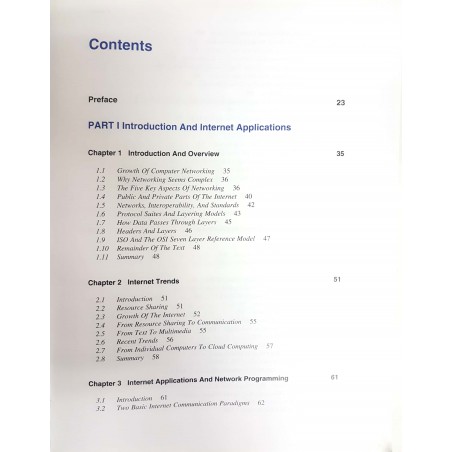 Contents
Preface 23
PART I Introduction And Internet Applications
Chapter 1 Introduction And Overview 35
1.1 Growth Of Computer Networking 35
1.2 Why Networking Seems Complex 36
1.3 The Five Key Aspects Of Networking 36
1.4 Public And Private Parts Of The Internet 40
1.5 Networks, Interoperability, And Standards 42
1.6 Protocol Suites And Layering Models 43
1.7 How Data Passes Through Layers 45
1.8 Headers And Layers 46
1.9 ISO And The OSI Seven Layer Reference Model 47
1.10 Remainder Of The Text 48
1.11 Summary 48
Chapter 2 Internet Trends 51
2.1 Introduction 51
2.2 Resource Sharing 51
2.3 Growth Of The Internet 52
2.4 From Resource Sharing To Communication 55
2.5 From Text To Multimedia 55
2.6 Recent Trends 56
2.7 From Individual Computers To Cloud Computing 57
2.8 Summary 58
Chapter 3 Internet Applications And Network Programming 61
3.1 Introduction 61
3.2 Two Basic Internet Communication Paradigms 62